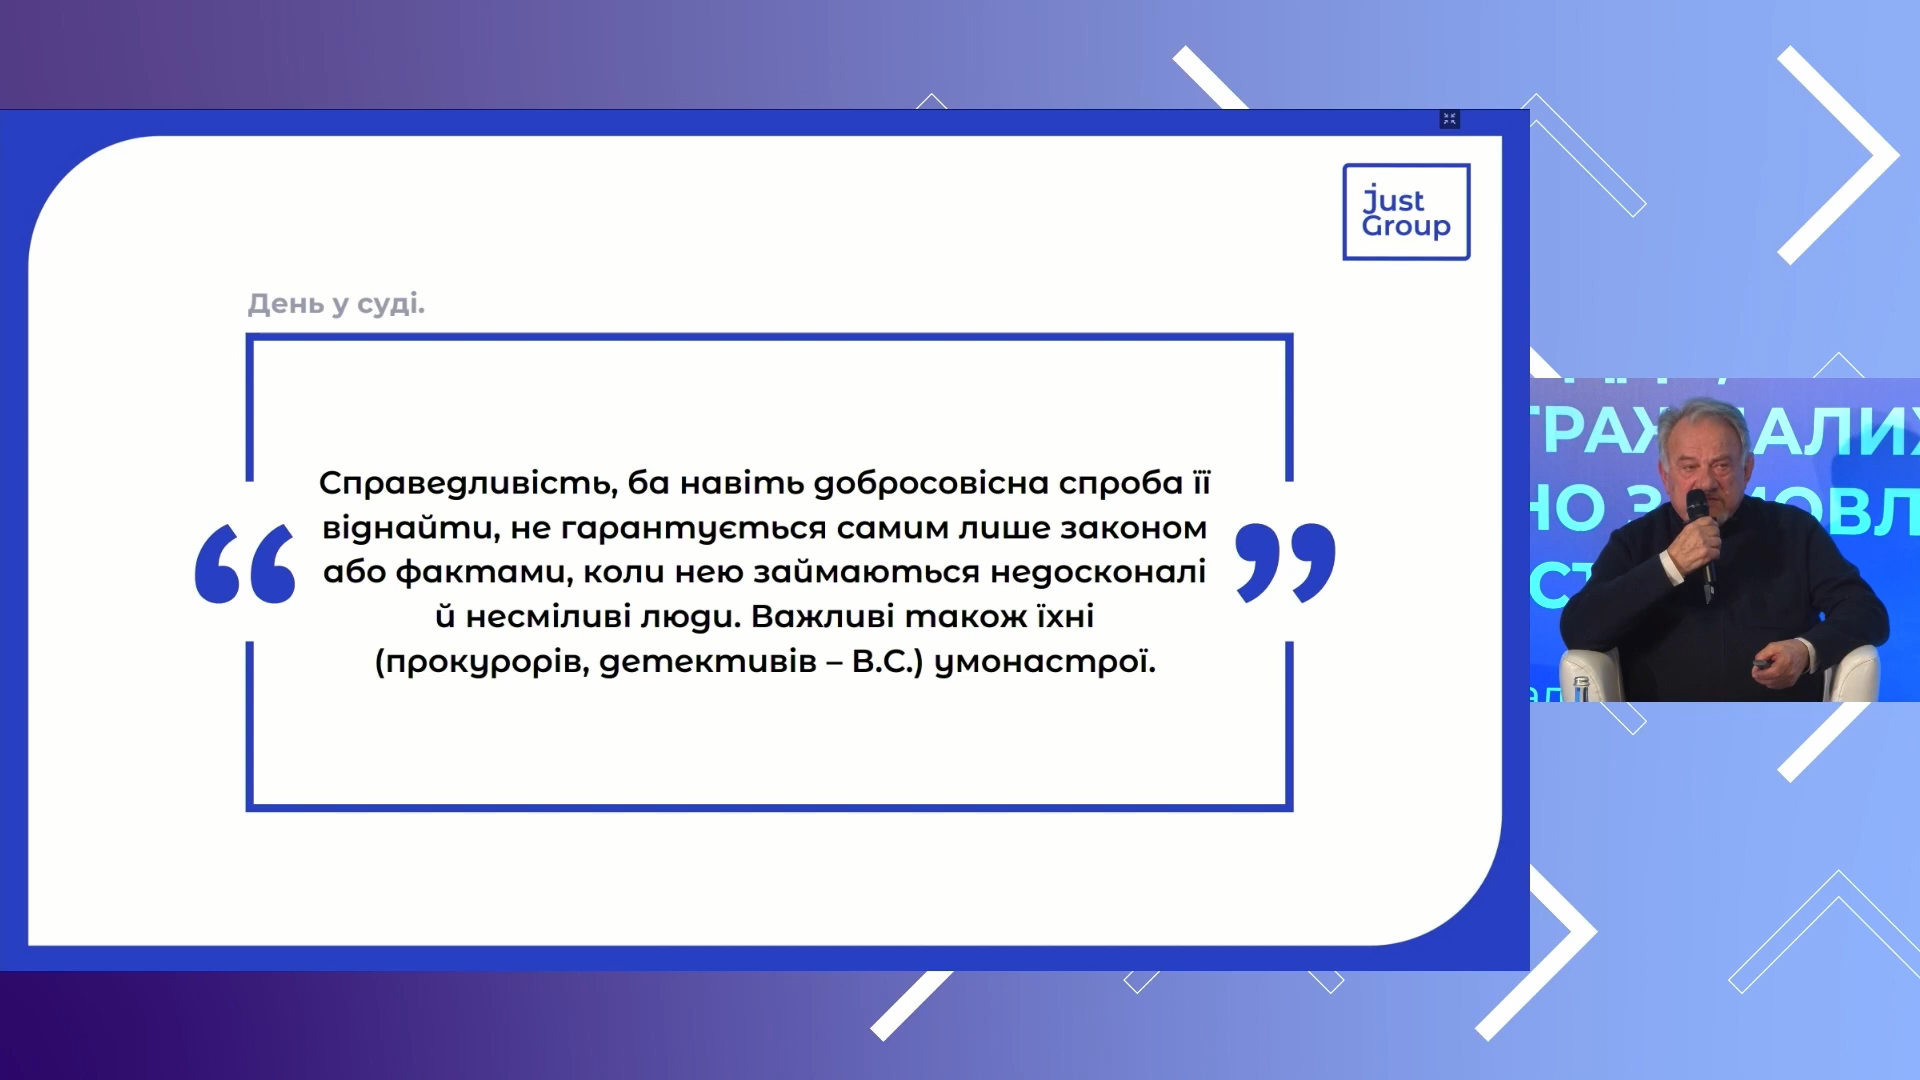 just
Group
День у суді.
Справедливість, ба навіть добросовісна спроба її
віднайти, не гарантується самим лише законом
або фактами, коли нею займаються недосконалі
й несміливі люди. Важливі також їхні
(прокурорів, детективів – В.С.) умонастрої.